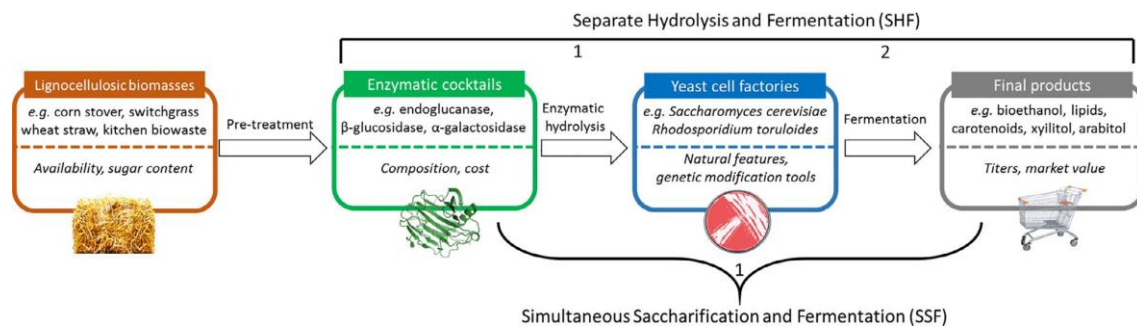 Separate Hydrolysis and Fermentation (SHF)
1
2
Lignocellulosic biomasses
e.g. corn stover, switchgrass
wheat straw, kitchen biowaste
Availability, sugar content
Pre-treatment
Enzymatic cocktails
e.g. endoglucanase,
β-glucosidase, α-galactosidase
Composition, cost
Enzymatic
hydrolysis
Yeast cell factories
e.g. Saccharomyces cerevisiae
Rhodosporidium toruloides
Natural features,
genetic modification tools
Fermentation
Final products
e.g. bioethanol, lipids,
carotenoids, xyilitol, arabitol
Titers, market value
1
Simultaneous Saccharification and Fermentation (SSF)